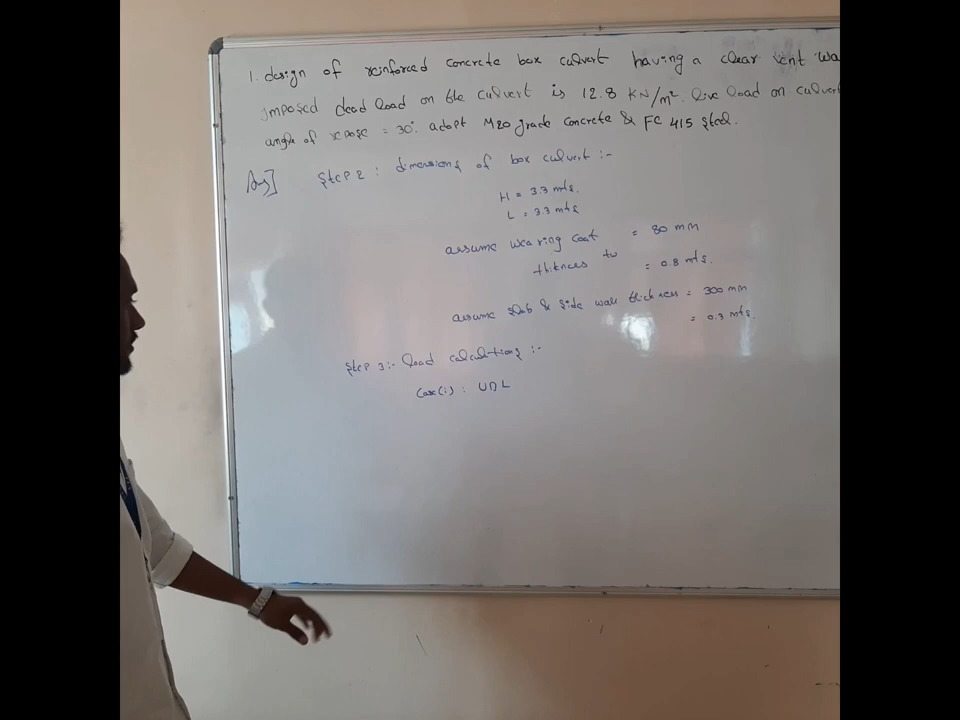 1. design of reinforced concrete box culvert having a clear vent wa
imposed dead load on the culvert is 12.8 KN/m². live load on culvert
angle of repose = 30°. adopt M20 grade concrete & FE 415 steel.
Ans] Step 2 : dimensions of box culvert :-
H = 3.3 mts.
L = 3.3 mts
assume wearing coat = 80 mm
thikness to = 0.8 mts.
assume slab & side wall thickness = 300 mm
= 0.3 mts.
Step 3 :- load calculations :-
Case(i) : UDL